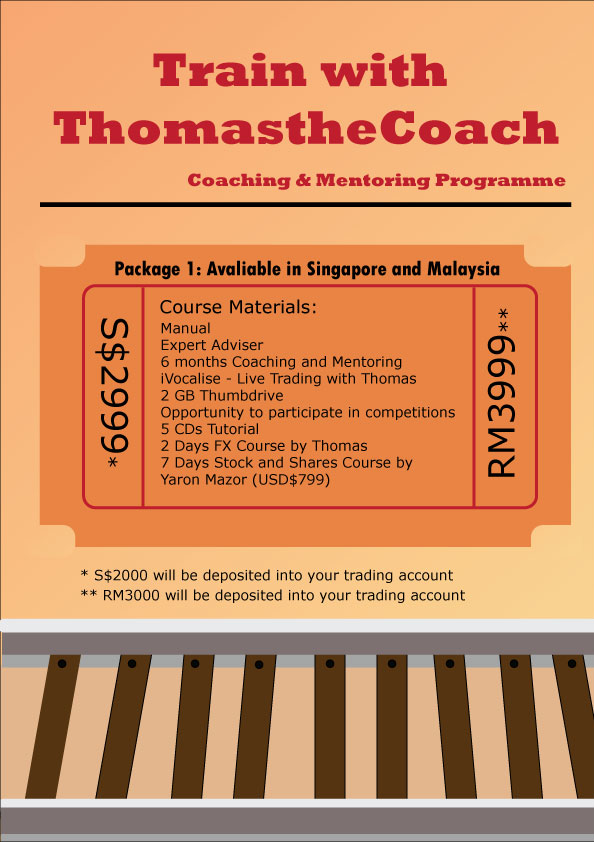 Train with
ThomastheCoach
Coaching & Mentoring Programme
Package 1: Avaliable in Singapore and Malaysia
S$2999*
Course Materials:
Manual
Expert Adviser
6 months Coaching and Mentoring
iVocalise - Live Trading with Thomas
2 GB Thumbdrive
Opportunity to participate in competitions
5 CDs Tutorial
2 Days FX Course by Thomas
7 Days Stock and Shares Course by
Yaron Mazor (USD$799)
RM3999**
* S$2000 will be deposited into your trading account
** RM3000 will be deposited into your trading account